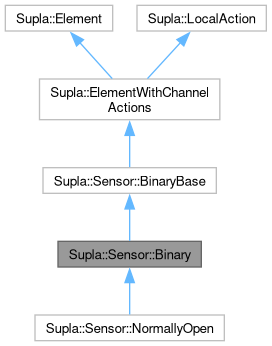 Supla::Element
Supla::LocalAction
Supla::ElementWithChannel
Actions
Supla::Sensor::BinaryBase
Supla::Sensor::Binary
Supla::Sensor::NormallyOpen